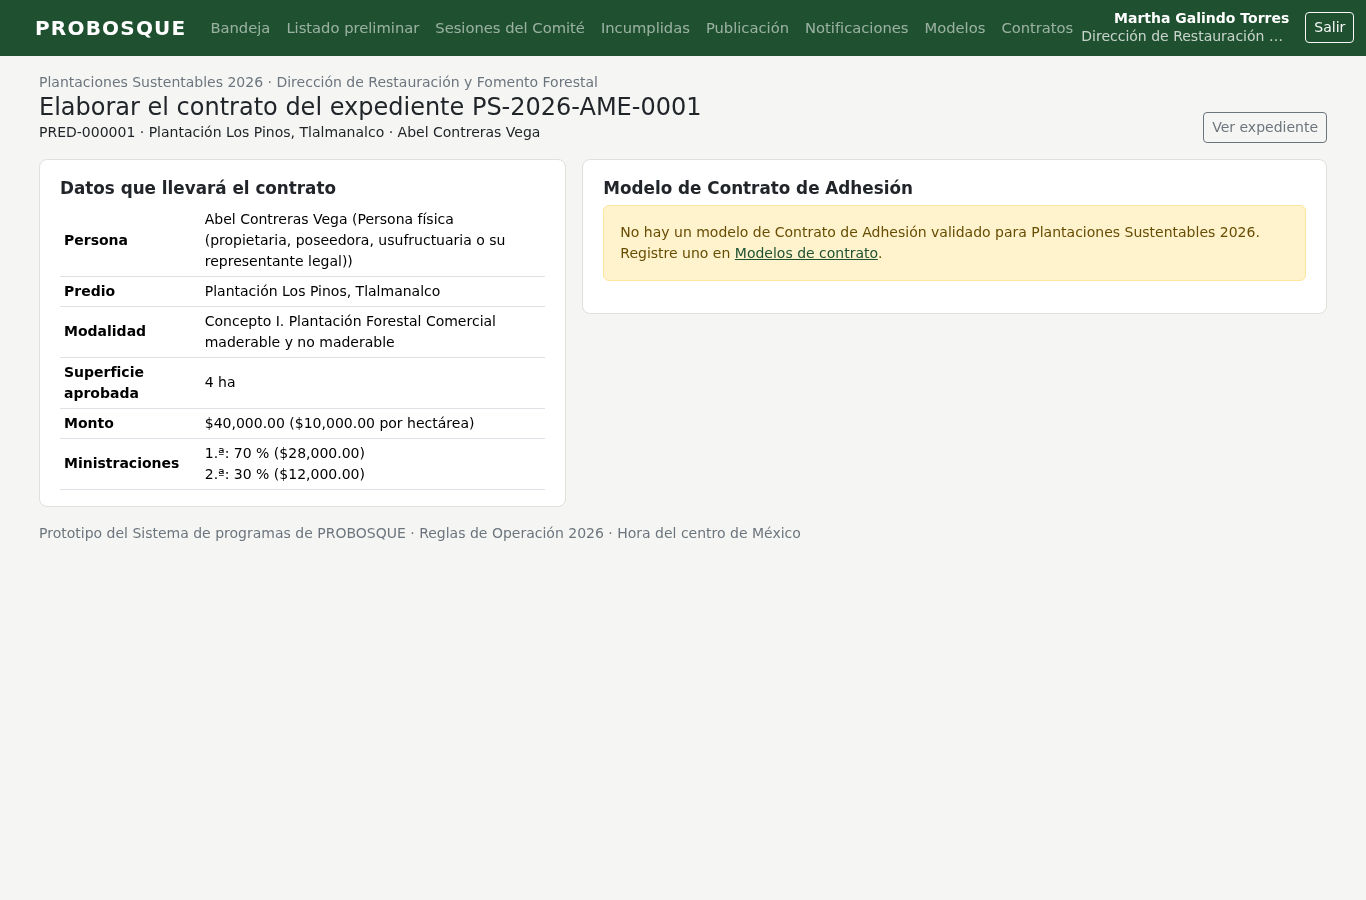 PROBOSQUE
Bandeja
Listado preliminar
Sesiones del Comité
Incumplidas
Publicación
Notificaciones
Modelos
Contratos
Martha Galindo Torres
Dirección de Restauración ...
Salir
Plantaciones Sustentables 2026 · Dirección de Restauración y Fomento Forestal
Elaborar el contrato del expediente PS-2026-AME-0001
PRED-000001 · Plantación Los Pinos, Tlalmanalco · Abel Contreras Vega
Ver expediente
Datos que llevará el contrato
Persona
Abel Contreras Vega (Persona física
(propietaria, poseedora, usufructuaria o su
representante legal))
Predio
Plantación Los Pinos, Tlalmanalco
Modalidad
Concepto I. Plantación Forestal Comercial
maderable y no maderable
Superficie
aprobada
4 ha
Monto
$40,000.00 ($10,000.00 por hectárea)
Ministraciones
1.ª: 70 % ($28,000.00)
2.ª: 30 % ($12,000.00)
Modelo de Contrato de Adhesión
No hay un modelo de Contrato de Adhesión validado para Plantaciones Sustentables 2026.
Registre uno en Modelos de contrato.
Prototipo del Sistema de programas de PROBOSQUE · Reglas de Operación 2026 · Hora del centro de México